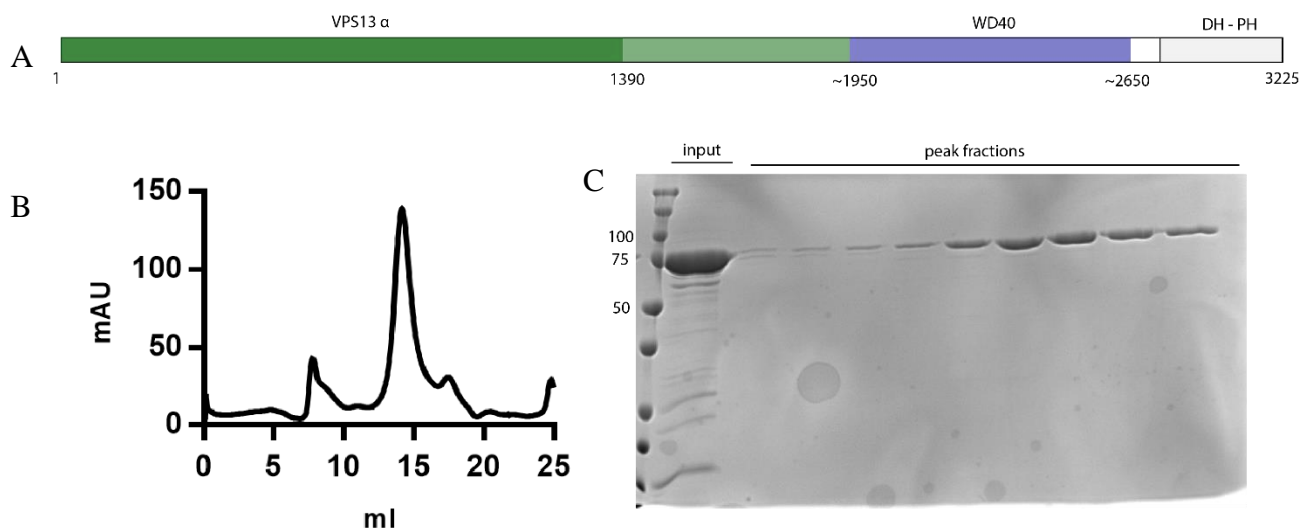 VPS13 α WD40 DH - PH
A
1 1390 ~1950 ~2650 3225
B
150
100
50
0
mAU
0 5 10 15 20 25
ml
C
input peak fractions
100
75
50